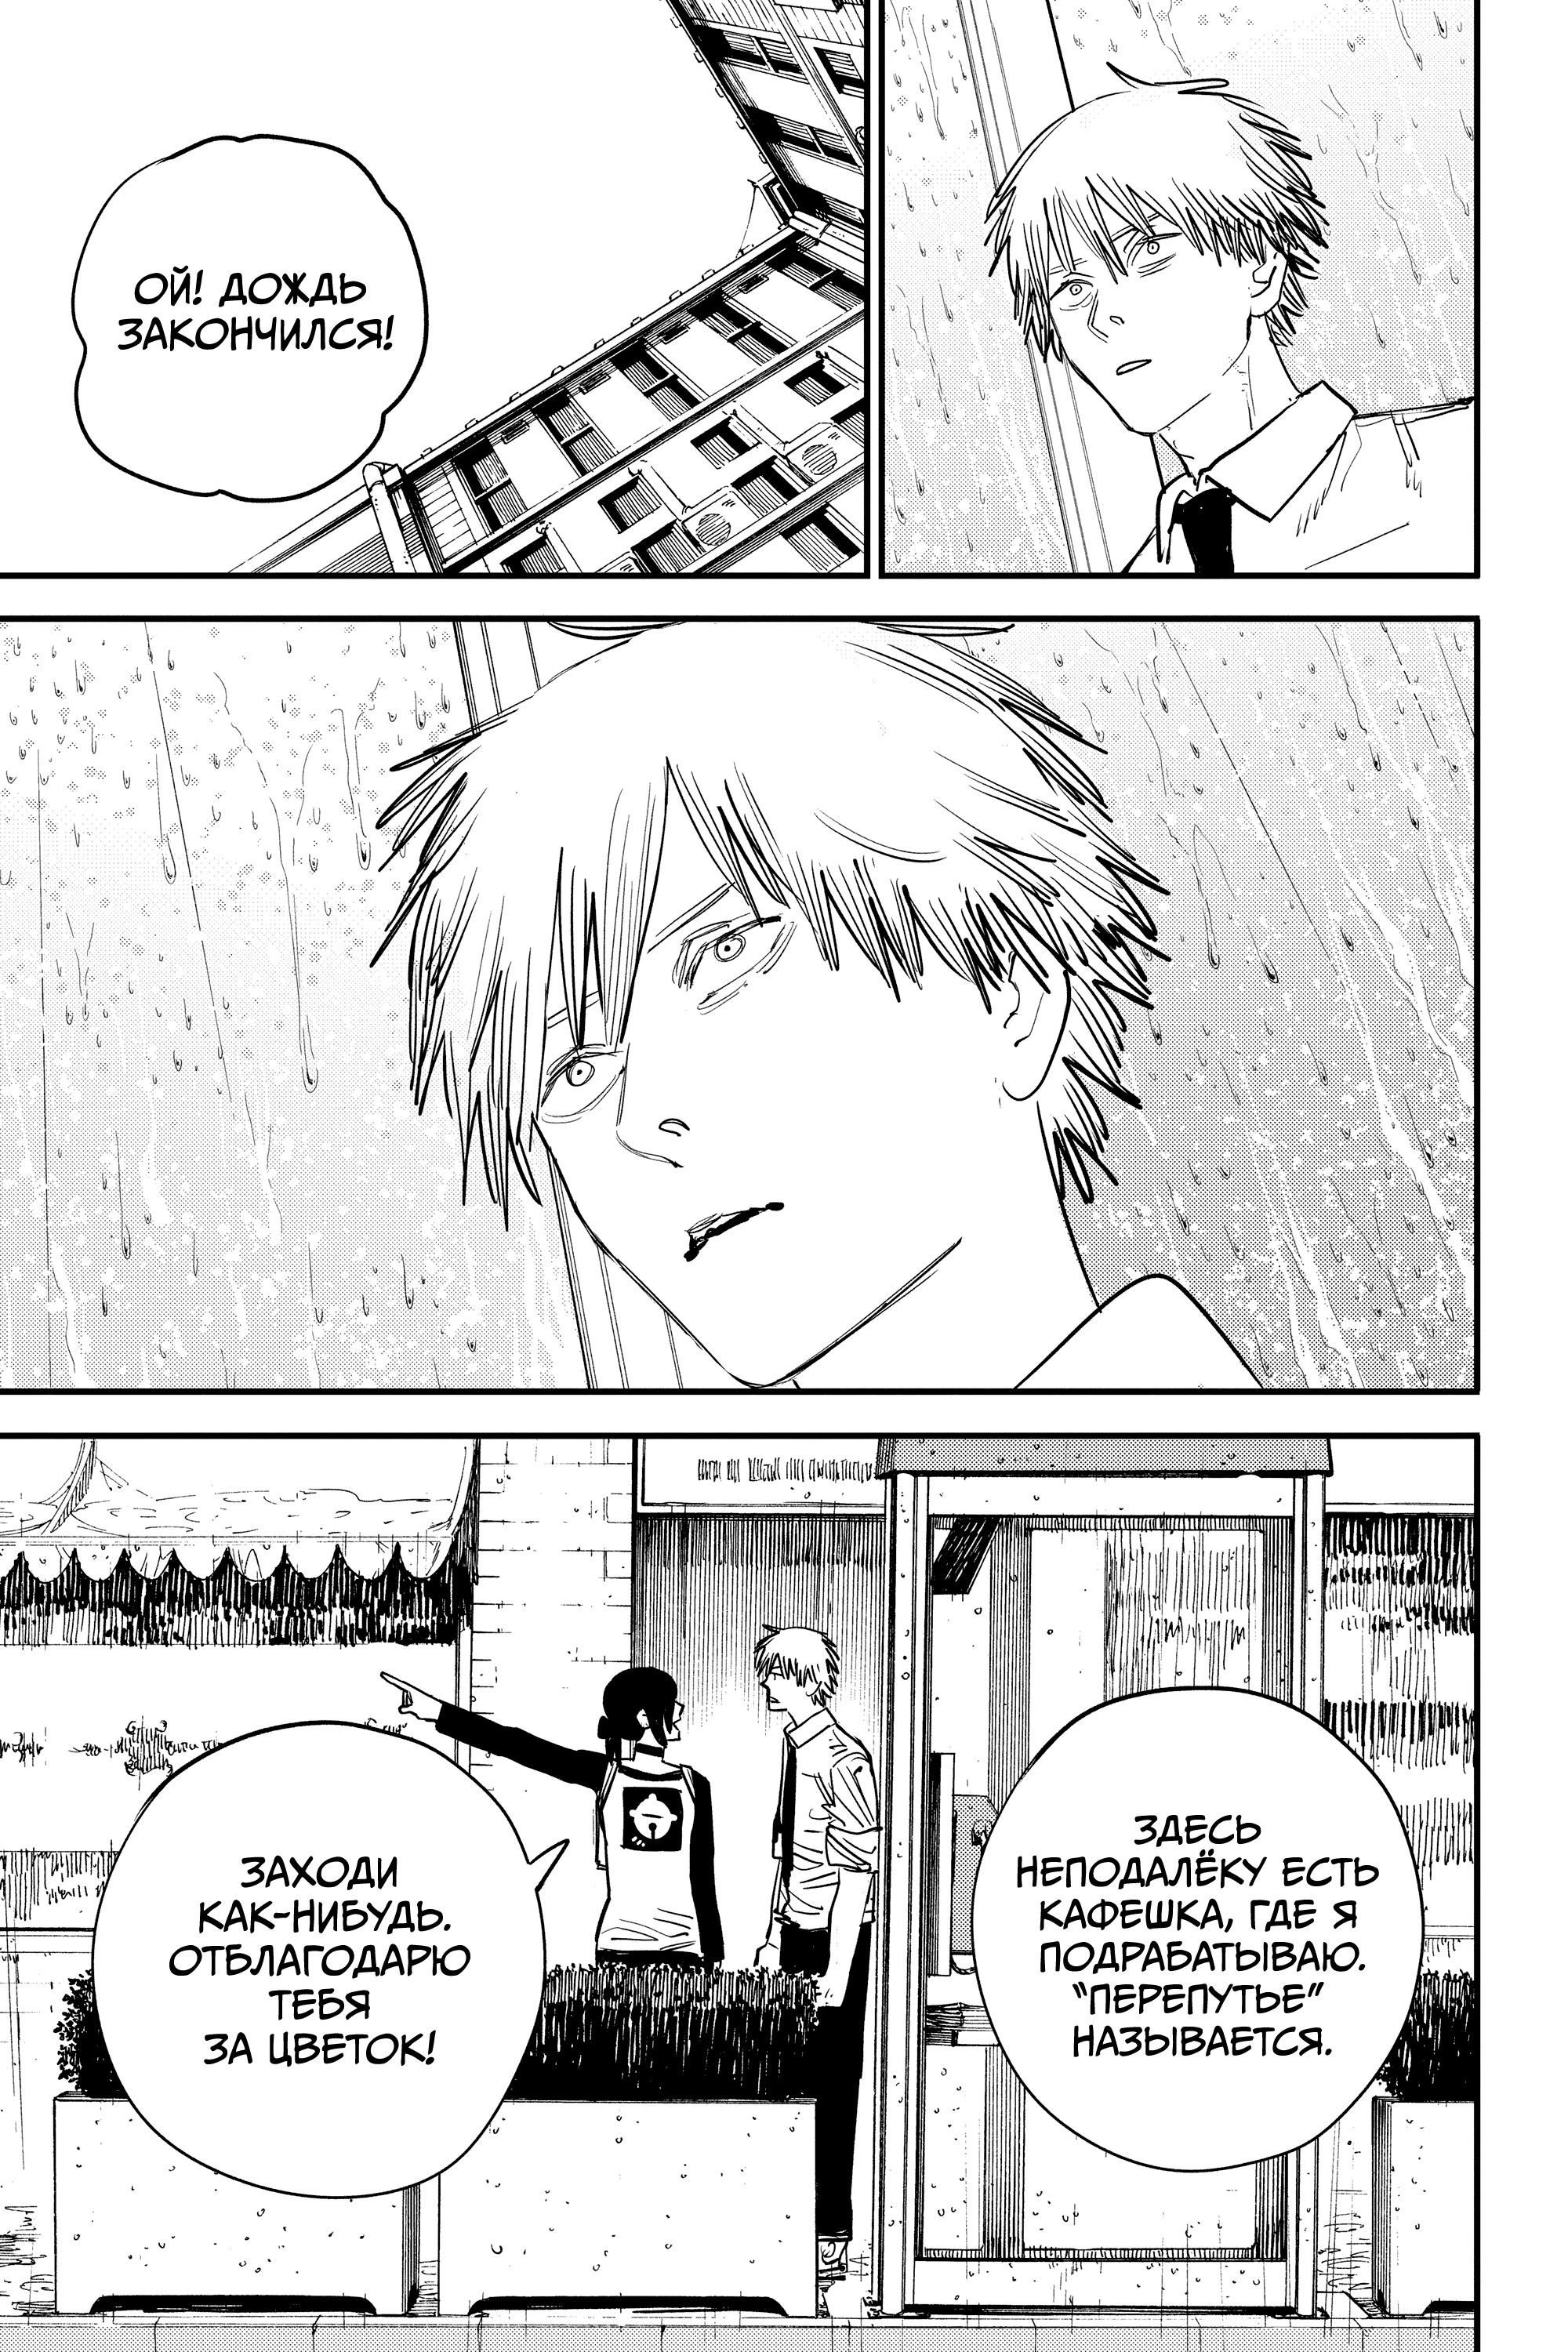 ОЙ! ДОЖДЬ
ЗАКОНЧИЛСЯ!
ЗДЕСЬ
НЕПОДАЛЁКУ ЕСТЬ
КАФЕШКА, ГДЕ Я
ПОДРАБАТЫВАЮ.
“ПЕРЕПУТЬЕ”
НАЗЫВАЕТСЯ.
ЗАХОДИ
КАК-НИБУДЬ.
ОТБЛАГОДАРЮ
ТЕБЯ
ЗА ЦВЕТОК!